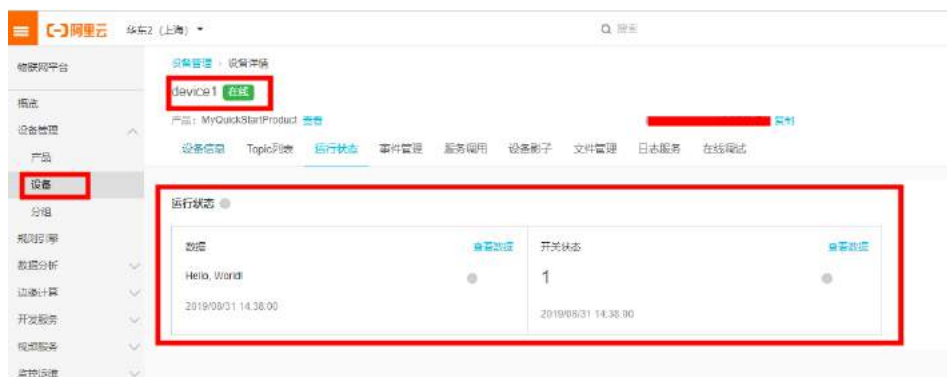 阿里云 华东2（上海） 搜索
物联网平台
概览
设备管理
产品
设备
分组
规则引擎
数据分析
边缘计算
开发服务
视频服务
监控运维
设备管理 > 设备详情
device1 在线
产品：MyQuickStartProduct 查看
复制
设备信息 Topic列表 运行状态 事件管理 服务调用 设备影子 文件管理 日志服务 在线调试
运行状态
数据 查看数据
Hello, World!
2019/08/31 14:38:00
开关状态 查看数据
1
2019/08/31 14:38:00